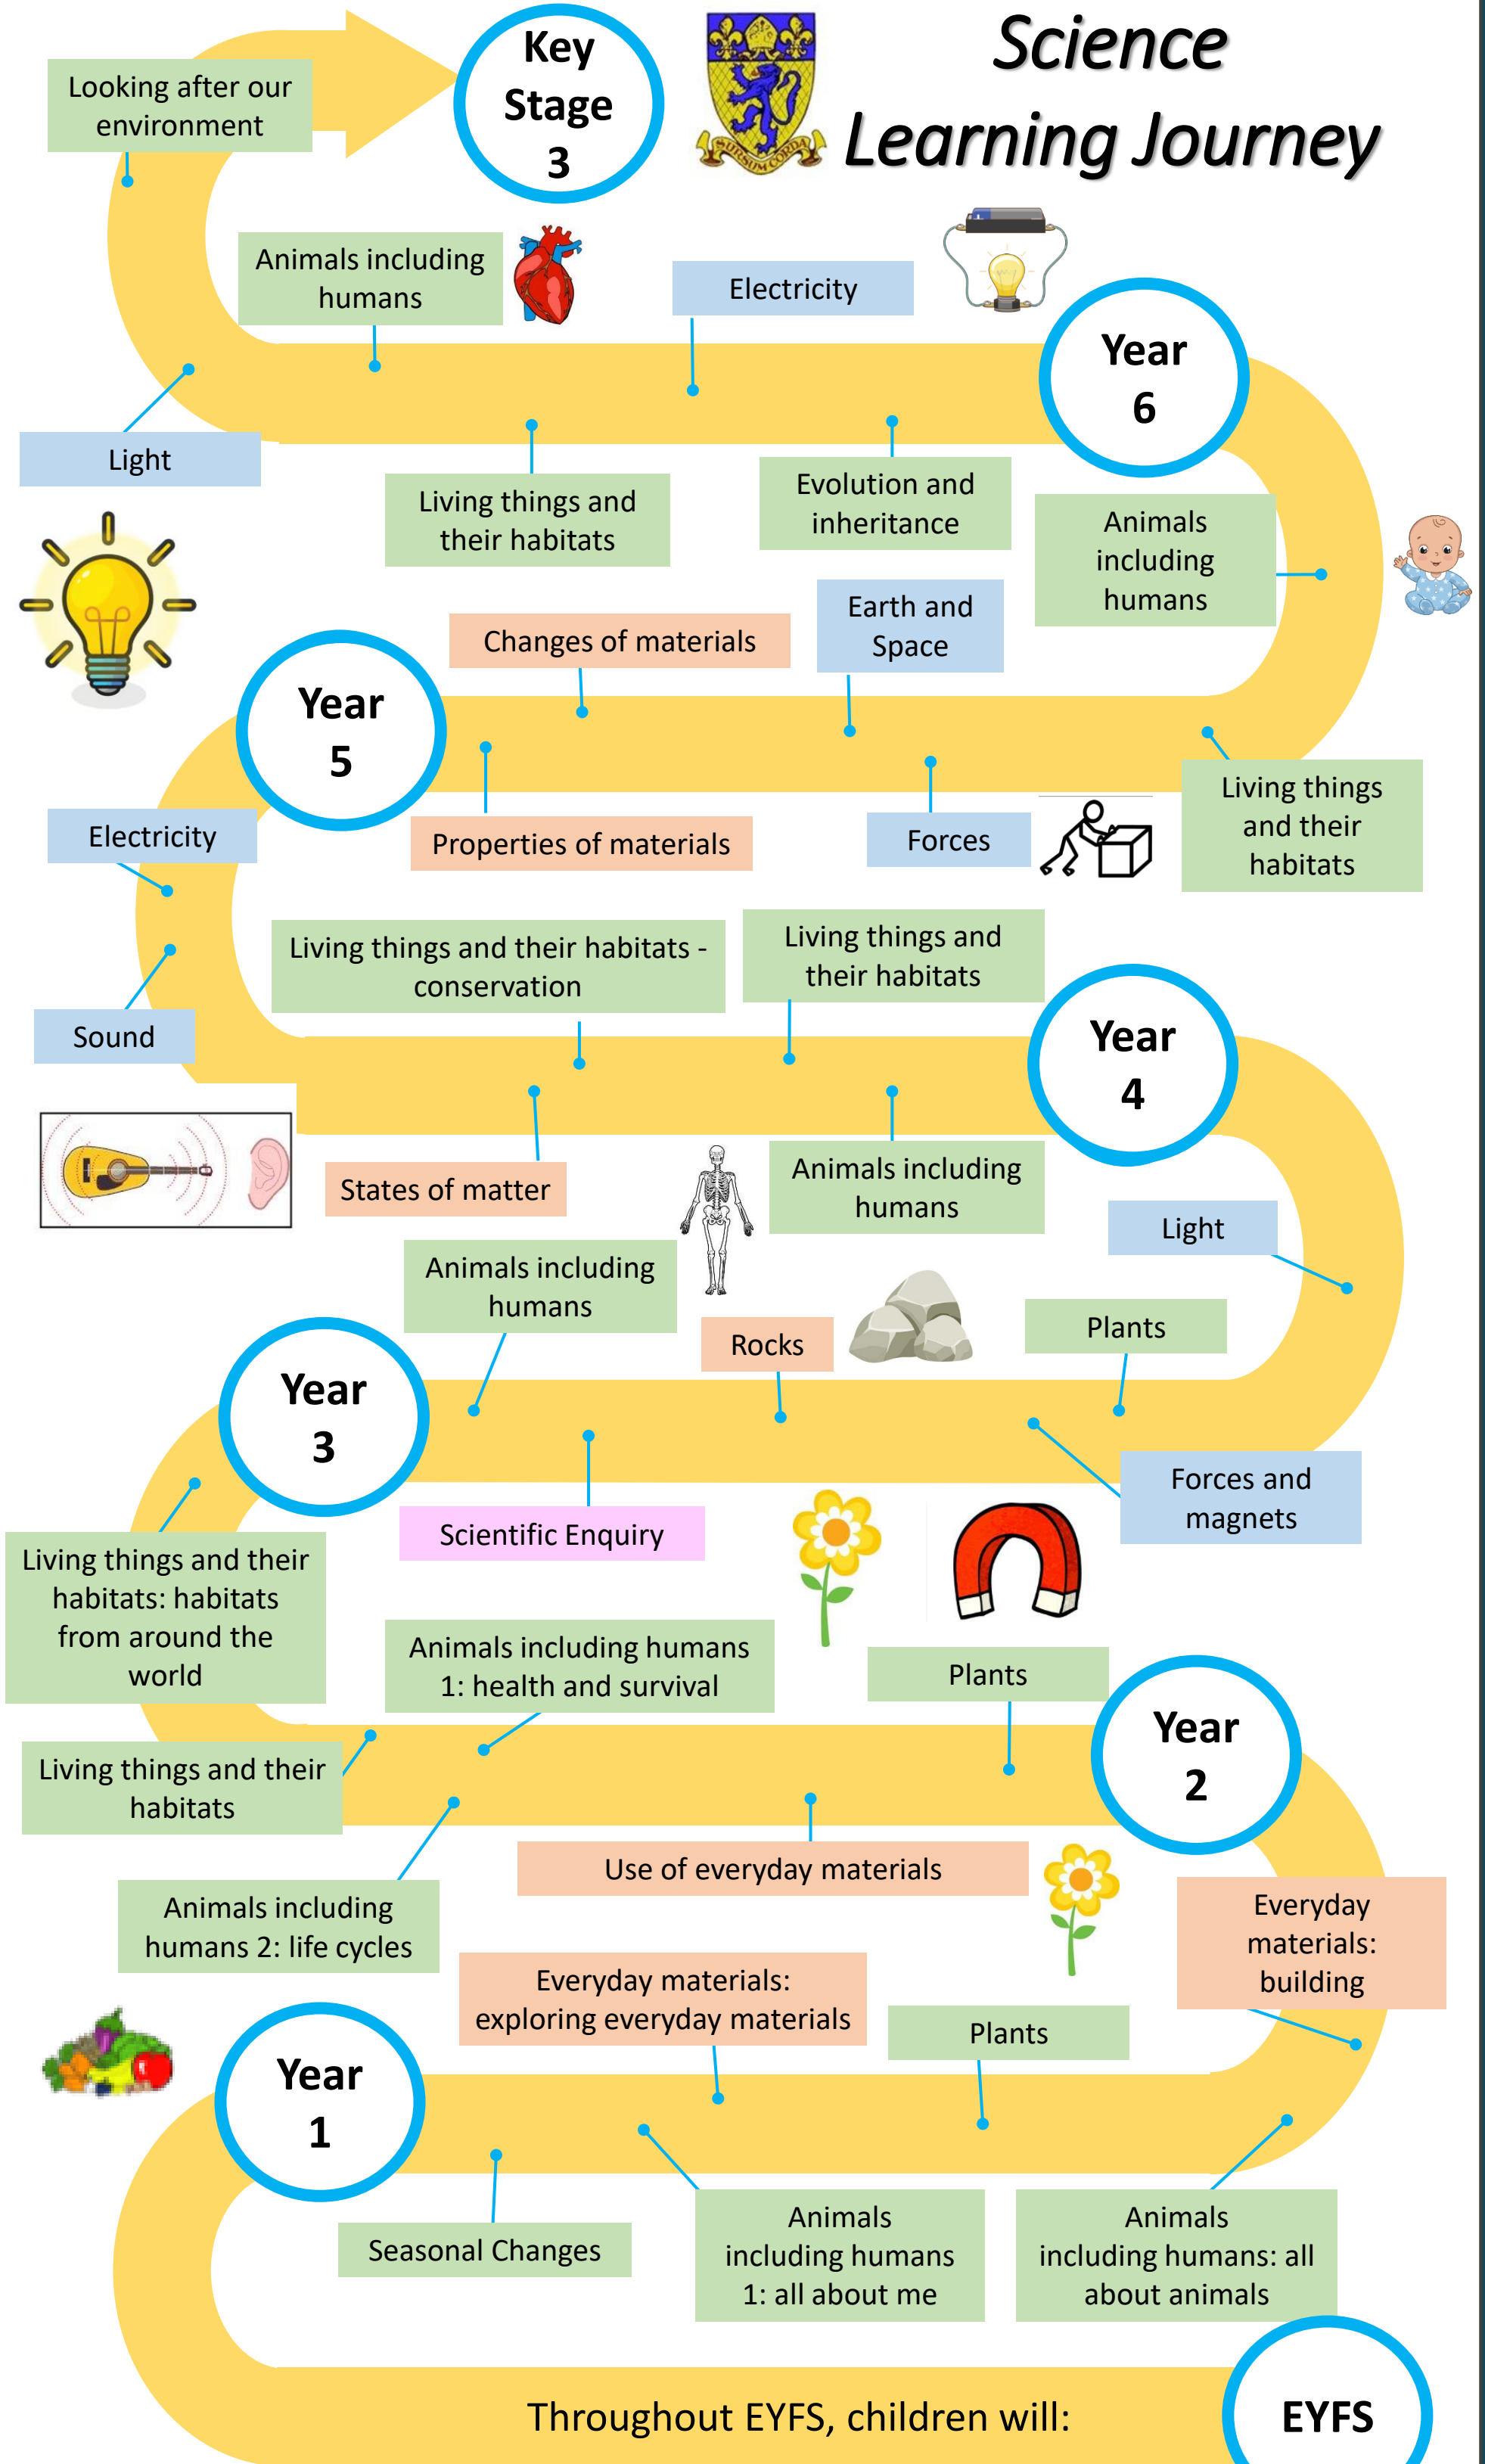 Science
Learning Journey
Key
Stage
3
SURSUM CORDA
Looking after our
environment
Animals including
humans
Electricity
Year
6
Light
Living things and
their habitats
Evolution and
inheritance
Animals
including
humans
Changes of materials
Earth and
Space
Year
5
Properties of materials
Forces
Living things
and their
habitats
Electricity
Living things and their habitats -
conservation
Living things and
their habitats
Sound
Year
4
States of matter
Animals including
humans
Light
Animals including
humans
Rocks
Plants
Year
3
Scientific Enquiry
Forces and
magnets
Living things and their
habitats: habitats
from around the
world
Animals including humans
1: health and survival
Plants
Year
2
Living things and their
habitats
Use of everyday materials
Animals including
humans 2: life cycles
Everyday
materials:
building
Everyday materials:
exploring everyday materials
Plants
Year
1
Seasonal Changes
Animals
including humans
1: all about me
Animals
including humans: all
about animals
Throughout EYFS, children will:
EYFS